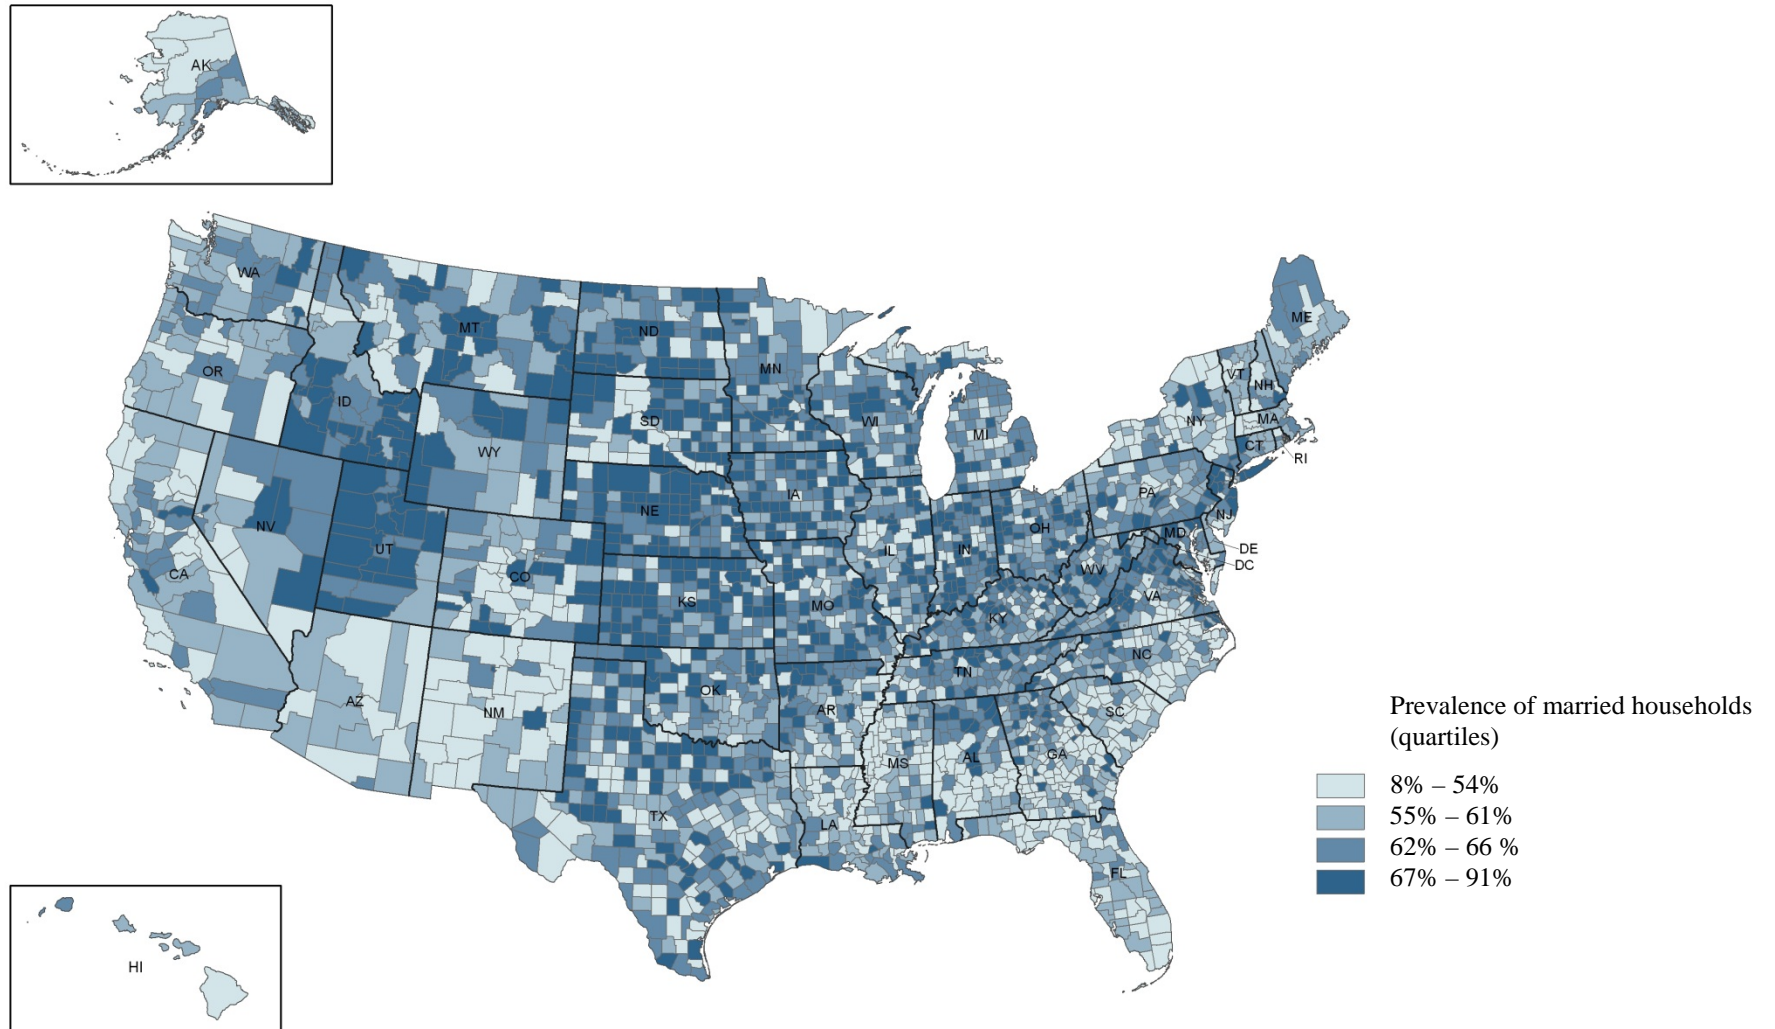 AK
WA
MT
ND
MN
ME
OR
ID
WY
SD
WI
MI
VT
NH
NY
MA
CT
RI
NV
UT
NE
IA
PA
NJ
CA
CO
KS
MO
IL
IN
OH
WV
MD
DE
DC
VA
KY
AZ
NM
OK
AR
TN
NC
SC
TX
LA
MS
AL
GA
FL
HI
Prevalence of married households
(quartiles)
8% – 54%
55% – 61%
62% – 66 %
67% – 91%